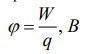 φ = W/q, В